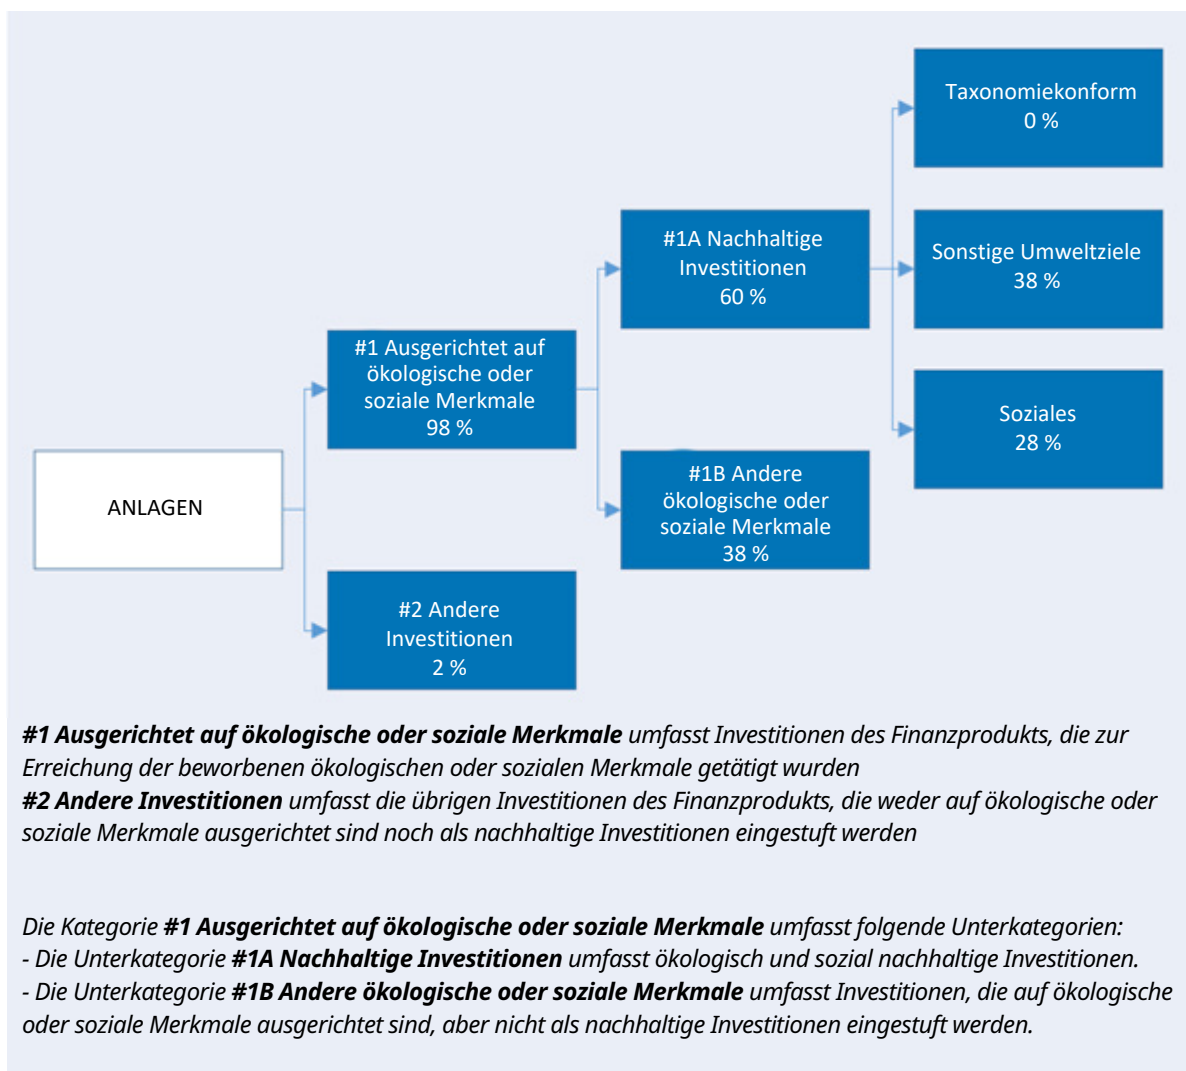 Taxonomiekonform
0 %
#1A Nachhaltige
Investitionen
60 %
Sonstige Umweltziele
38 %
#1 Ausgerichtet auf
ökologische oder
soziale Merkmale
98 %
Soziales
28 %
ANLAGEN
#1B Andere
ökologische oder
soziale Merkmale
38 %
#2 Andere
Investitionen
2 %
#1 Ausgerichtet auf ökologische oder soziale Merkmale umfasst Investitionen des Finanzprodukts, die zur
Erreichung der beworbenen ökologischen oder sozialen Merkmale getätigt wurden
#2 Andere Investitionen umfasst die übrigen Investitionen des Finanzprodukts, die weder auf ökologische oder
soziale Merkmale ausgerichtet sind noch als nachhaltige Investitionen eingestuft werden
Die Kategorie #1 Ausgerichtet auf ökologische oder soziale Merkmale umfasst folgende Unterkategorien:
- Die Unterkategorie #1A Nachhaltige Investitionen umfasst ökologisch und sozial nachhaltige Investitionen.
- Die Unterkategorie #1B Andere ökologische oder soziale Merkmale umfasst Investitionen, die auf ökologische
oder soziale Merkmale ausgerichtet sind, aber nicht als nachhaltige Investitionen eingestuft werden.